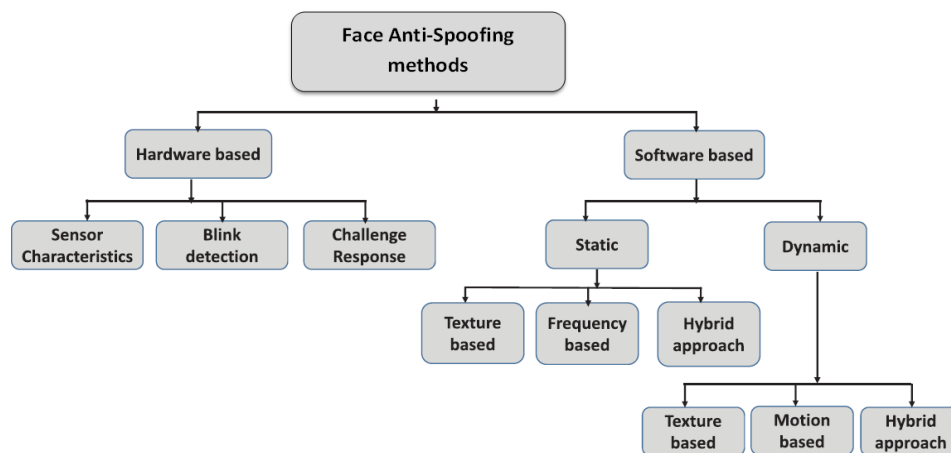 Face Anti-Spoofing
methods
Hardware based
Software based
Sensor
Characteristics
Blink
detection
Challenge
Response
Static
Dynamic
Texture
based
Frequency
based
Hybrid
approach
Texture
based
Motion
based
Hybrid
approach